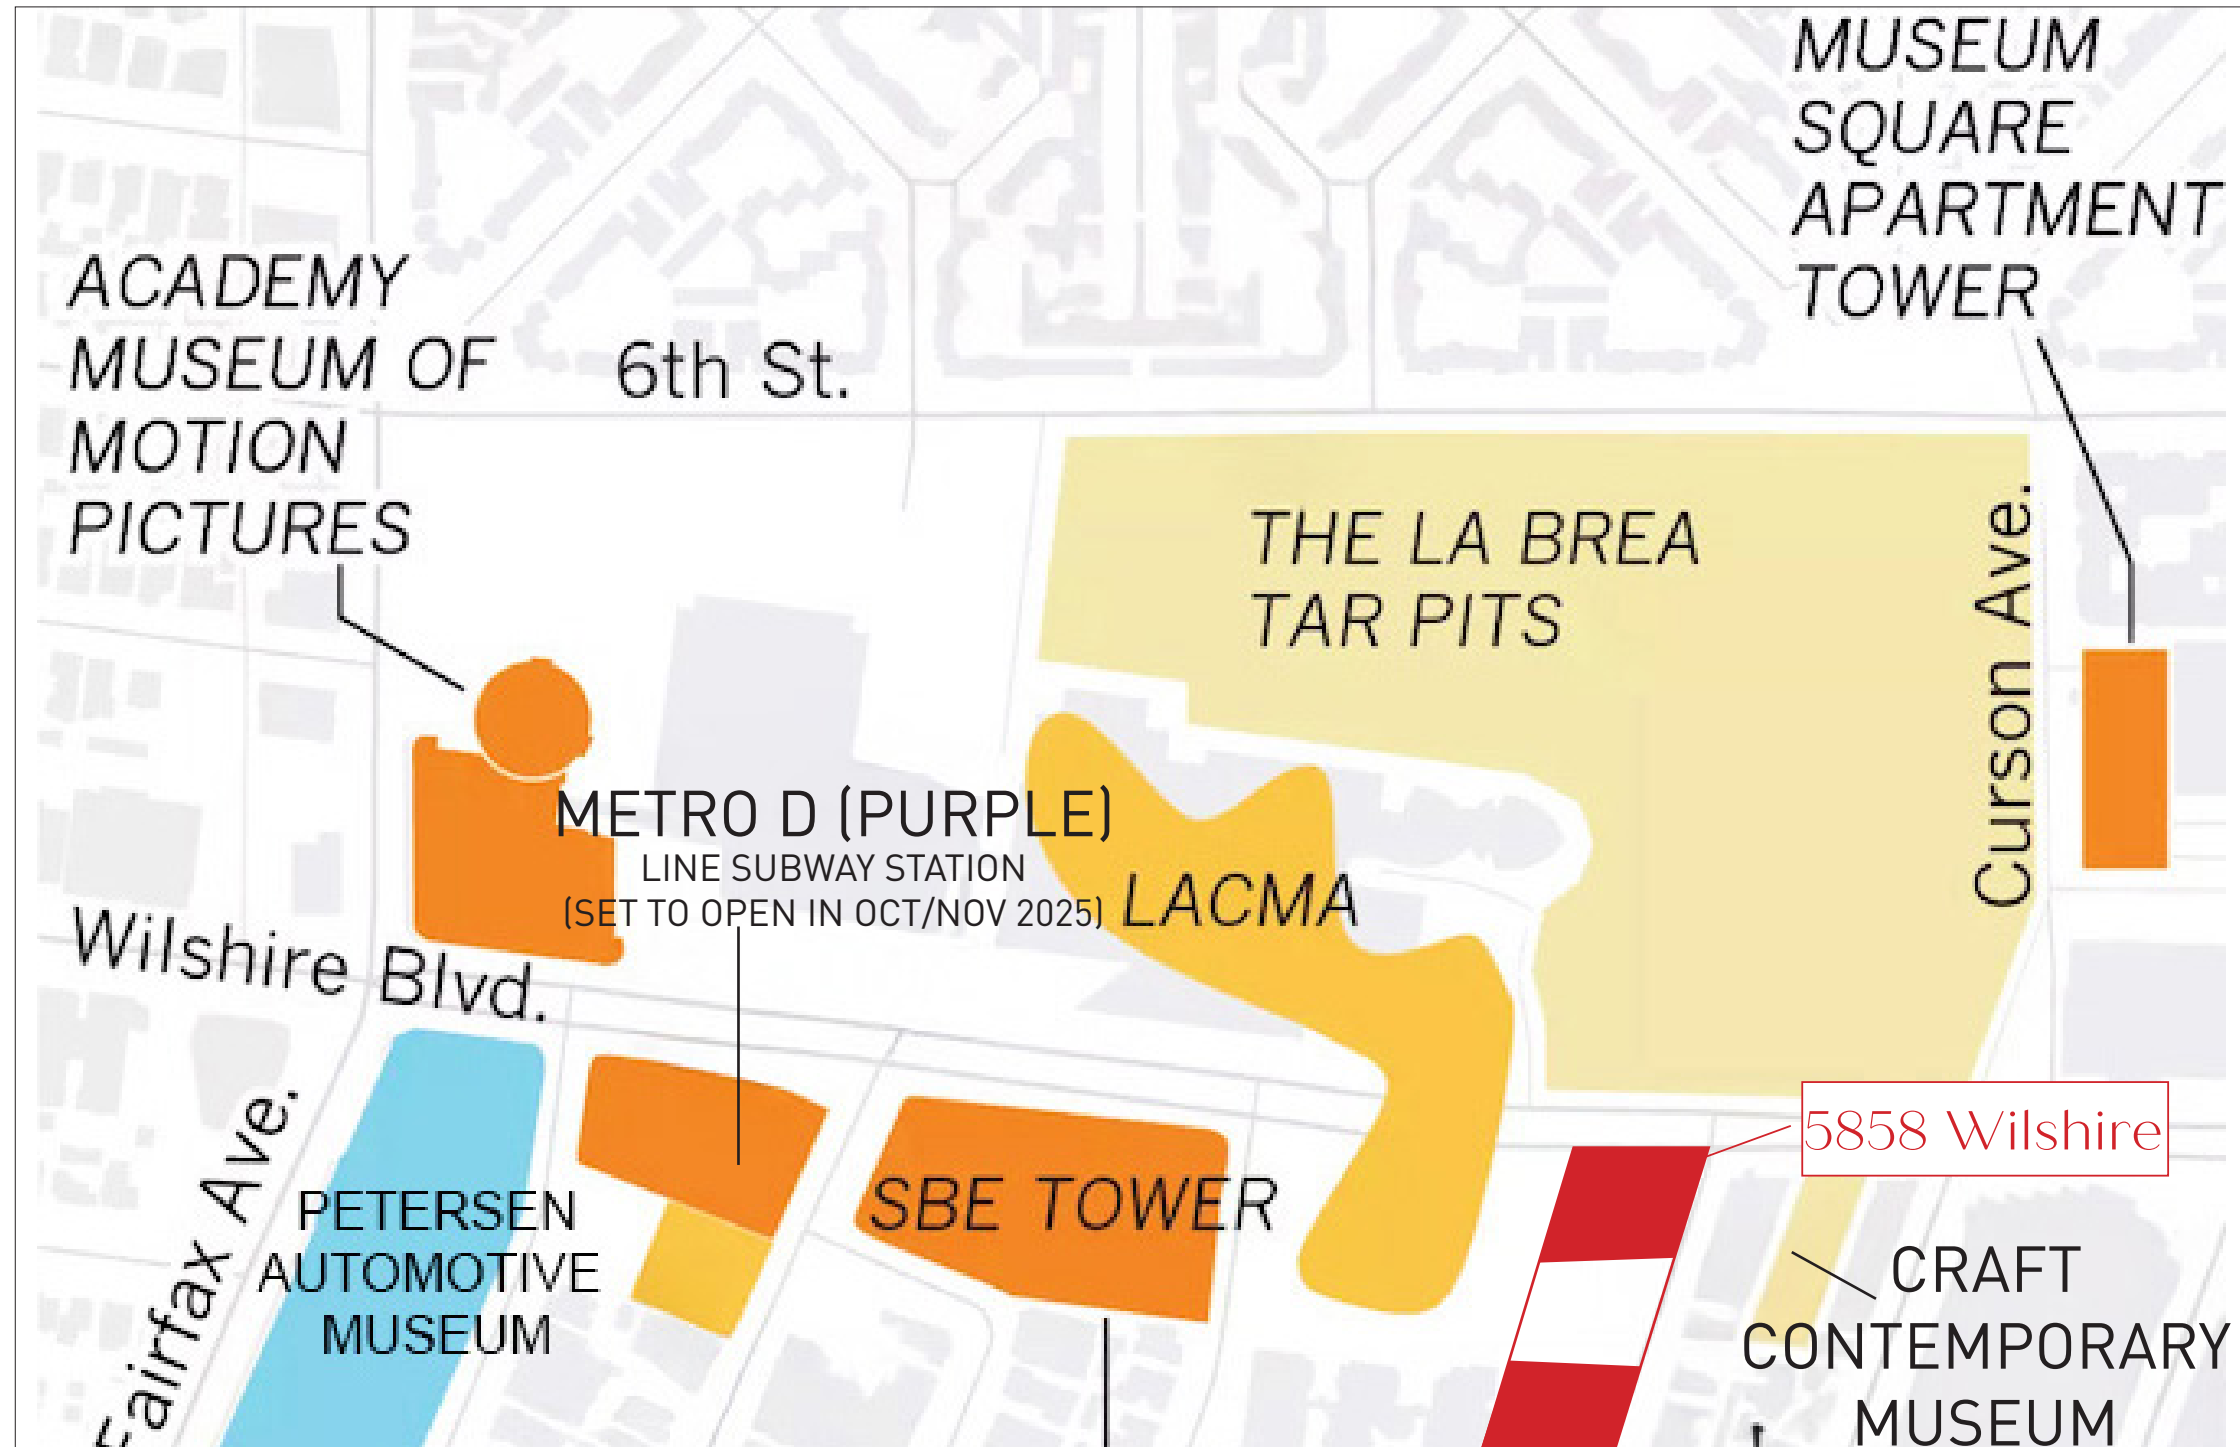 MUSEUM
SQUARE
APARTMENT
TOWER
ACADEMY
MUSEUM OF
MOTION
PICTURES
6th St.
THE LA BREA
TAR PITS
Curson Ave.
METRO D (PURPLE)
LINE SUBWAY STATION
(SET TO OPEN IN OCT/NOV 2025)
LACMA
Wilshire Blvd.
Fairfax Ave.
5858 Wilshire
SBE TOWER
PETERSEN
AUTOMOTIVE
MUSEUM
CRAFT
CONTEMPORARY
MUSEUM